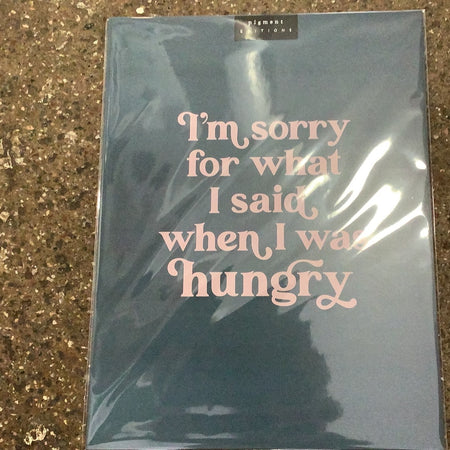 pigment
EDITIONS
I'm sorry
for what
I said
when I was
hungry